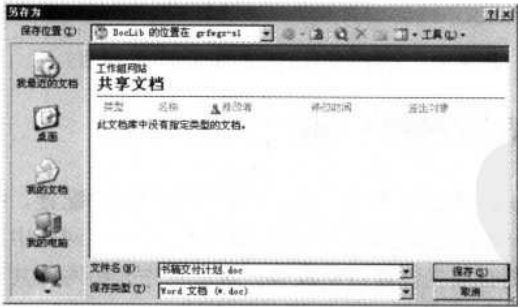 另存为
保存位置(I): DocLib 的位置在 grfwgz-s1 工具(L)
工作组网站
共享文档
类型 名称 修改者 修改时间 签出对象
此文档库中没有指定类型的文档。
我最近的文档
桌面
我的文档
我的电脑
文件名(N): 书稿交付计划.doc 保存(S)
保存类型(T): Word 文档 (*.doc) 取消